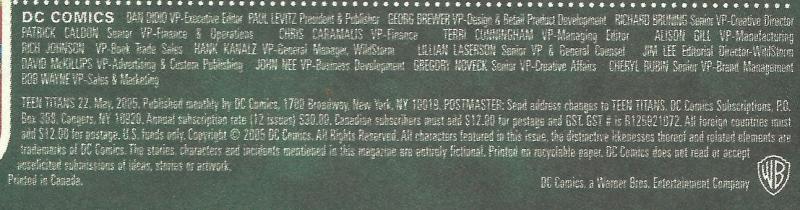 DC COMICS DAN DIDIO VP-Executive Editor PAUL LEVITZ President & Publisher GEORG BREWER VP-Design & Retail Product Development RICHARD BRUNING Senior VP-Creative Director
PATRICK CALDON Senior VP-Finance & Operations CHRIS CARAMALIS VP-Finance TERRI CUNNINGHAM VP-Managing Editor ALISON GILL VP-Manufacturing
RICH JOHNSON VP-Book Trade Sales HANK KANALZ VP-General Manager, WildStorm LILLIAN LASERSON Senior VP & General Counsel JIM LEE Editorial Director-WildStorm
DAVID McKILLIPS VP-Advertising & Custom Publishing JOHN NEE VP-Business Development GREGORY NOVECK Senior VP-Creative Affairs CHERYL RUBIN Senior VP-Brand Management
BOB WAYNE VP-Sales & Marketing
TEEN TITANS 22, May, 2005. Published monthly by DC Comics, 1700 Broadway, New York, NY 10019. POSTMASTER: Send address changes to TEEN TITANS, DC Comics Subscriptions, P.O.
Box 358, Congers, NY 10920. Annual subscription rate (12 issues) $30.00. Canadian subscribers must add $12.00 for postage and GST. GST # is R125921072. All foreign countries must
add $12.00 for postage. U.S. funds only. Copyright © 2005 DC Comics. All Rights Reserved. All characters featured in this issue, the distinctive likenesses thereof and related elements are
trademarks of DC Comics. The stories, characters and incidents mentioned in this magazine are entirely fictional. Printed on recyclable paper. DC Comics does not read or accept
unsolicited submissions of ideas, stories or artwork.
Printed in Canada. DC Comics, a Warner Bros. Entertainment Company WB